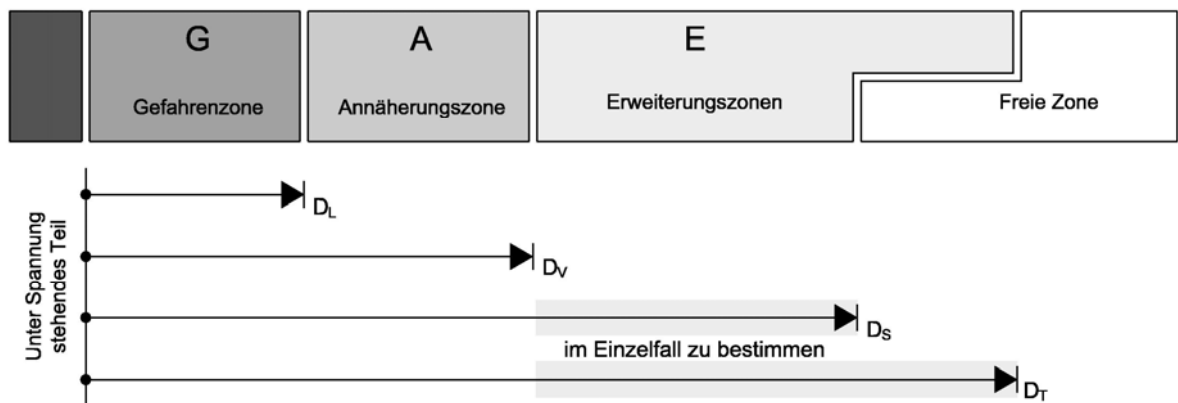 G
A
E
Gefahrenzone
Annäherungszone
Erweiterungszonen
Freie Zone
Unter Spannung
stehendes Teil
DL
DV
DS
im Einzelfall zu bestimmen
DT